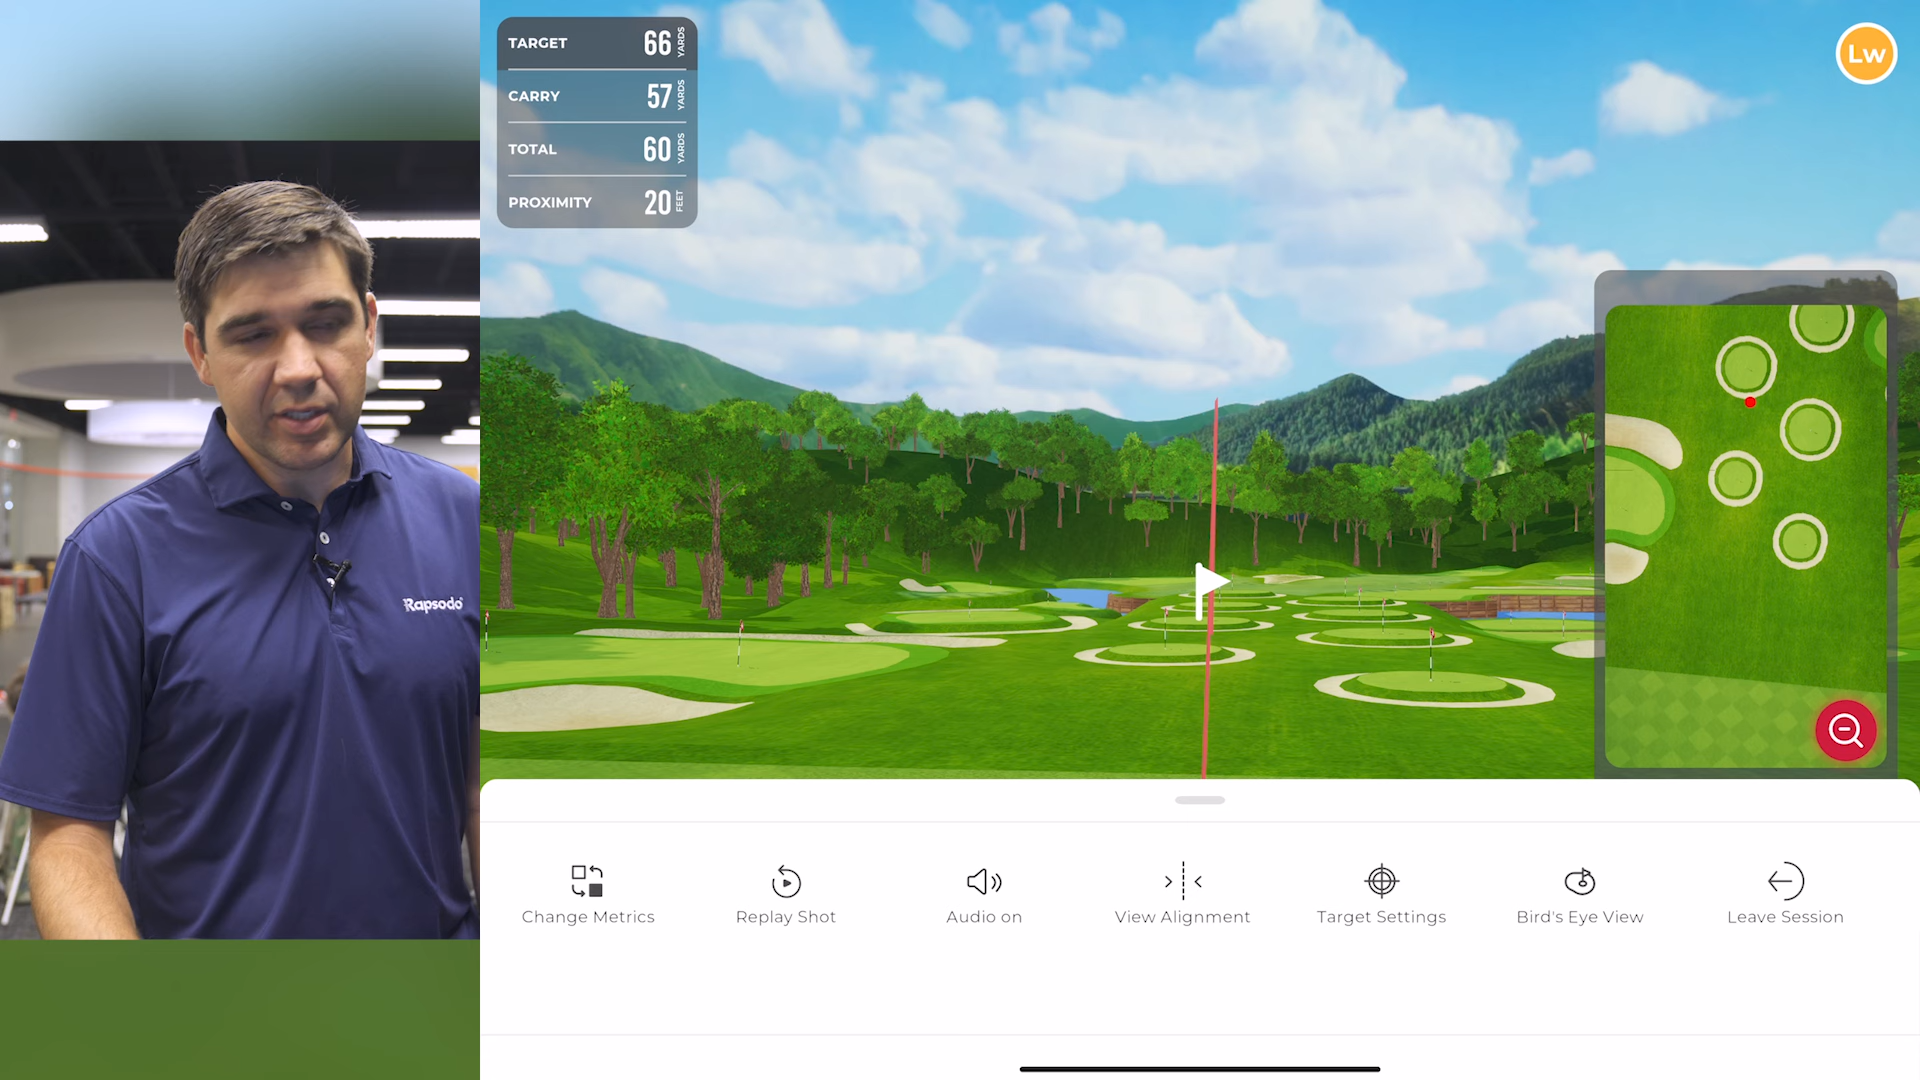 TARGET 66 YARDS
CARRY 57 YARDS
TOTAL 60 YARDS
PROXIMITY 20 FEET
Lw
Rapsodo
Change Metrics
Replay Shot
Audio on
View Alignment
Target Settings
Bird's Eye View
Leave Session